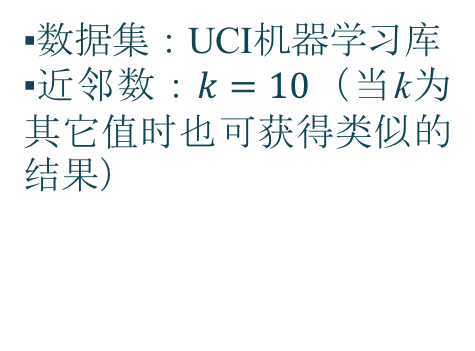 ▪数据集：UCI机器学习库
▪近邻数：k = 10（当k为
其它值时也可获得类似的
结果）